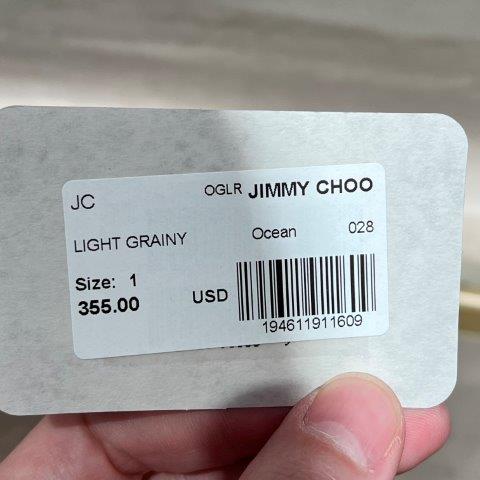 JC OGLR JIMMY CHOO
LIGHT GRAINY Ocean 028
Size: 1
355.00 USD
194611911609